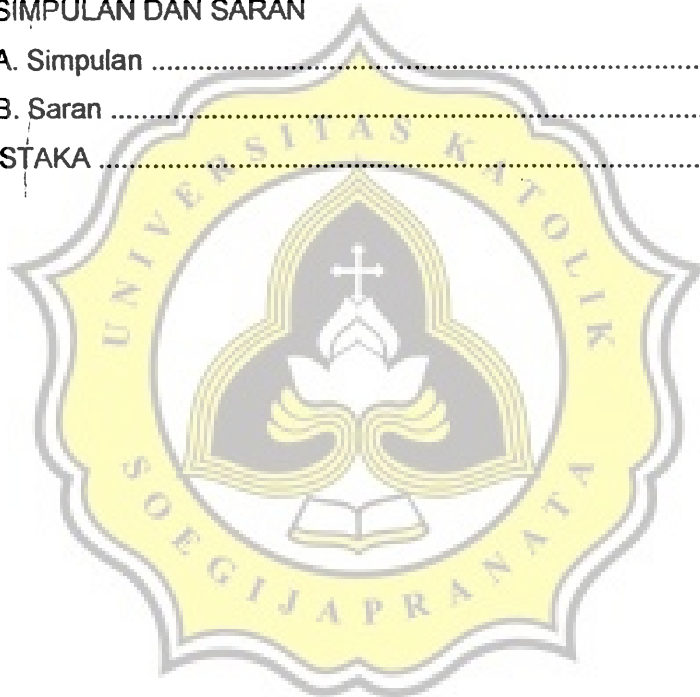 SIMPULAN DAN SARAN
A. Simpulan ........................................................................
B. Saran ..............................................................................
STAKA ................................................................................
UNIVERSITAS KATOLIK
SOEGIJAPRANATA